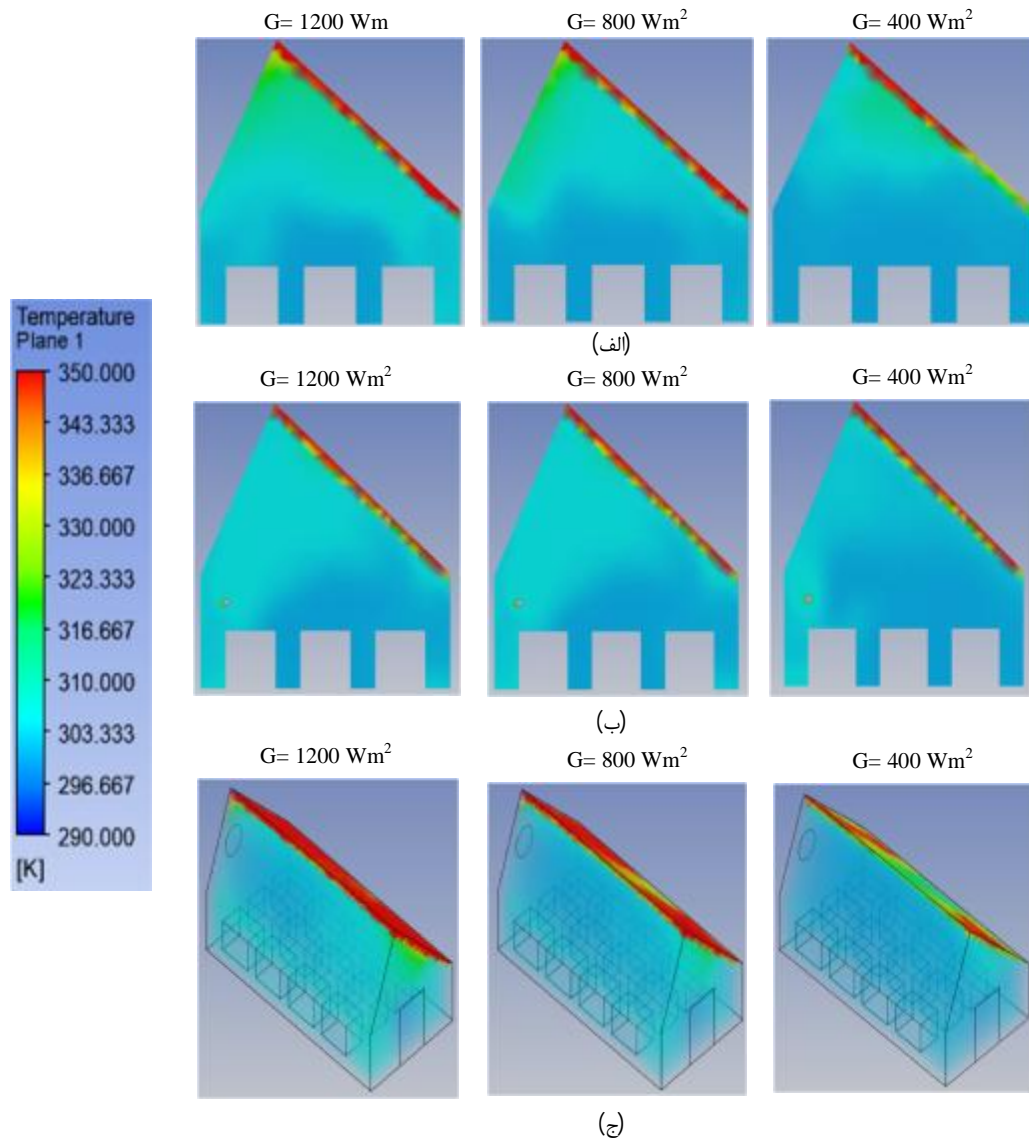 G= 1200 Wm G= 800 Wm² G= 400 Wm²
(الف)
G= 1200 Wm² G= 800 Wm² G= 400 Wm²
Temperature
Plane 1
350.000
343.333
336.667
330.000
323.333
316.667
310.000
303.333
296.667
290.000
[K]
(ب)
G= 1200 Wm² G= 800 Wm² G= 400 Wm²
(ج)